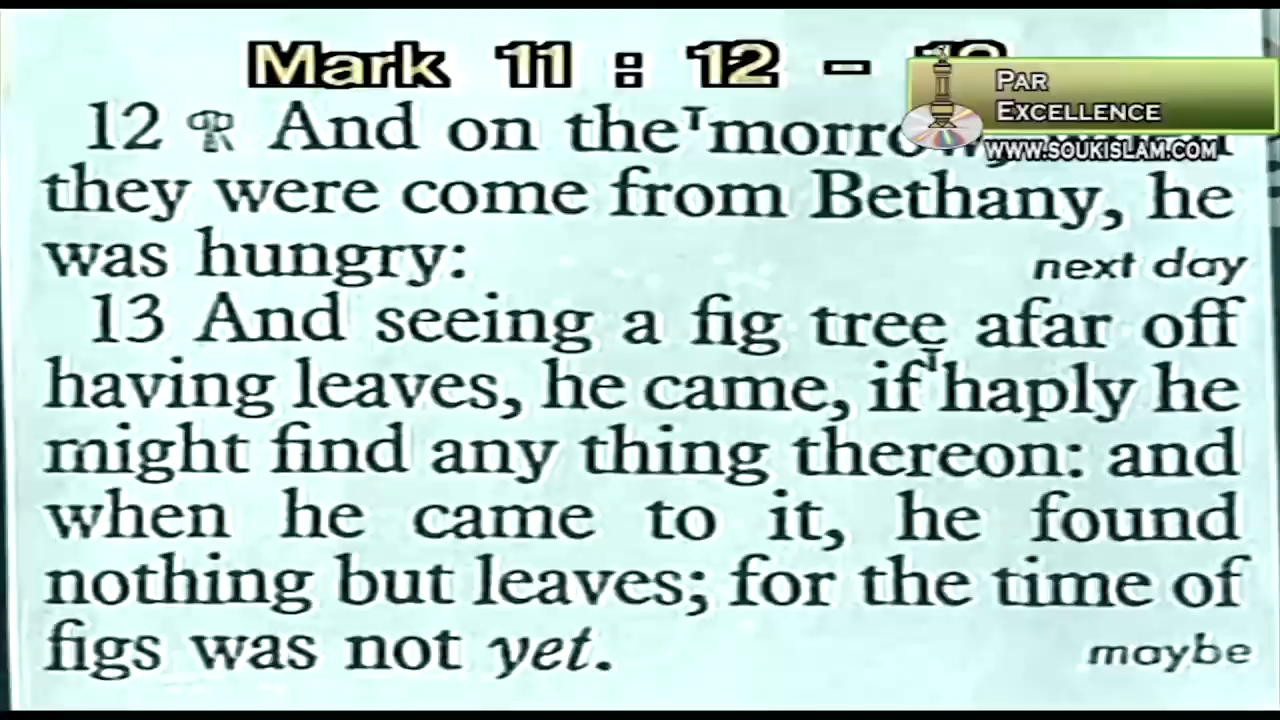 Mark 11 : 12 -
PAR
EXCELLENCE
WWW.SOUKISLAM.COM
12 And on the morrow,
they were come from Bethany, he
was hungry:
next day
13 And seeing a fig tree afar off
having leaves, he came, if haply he
might find any thing thereon: and
when he came to it, he found
nothing but leaves; for the time of
figs was not yet.
maybe